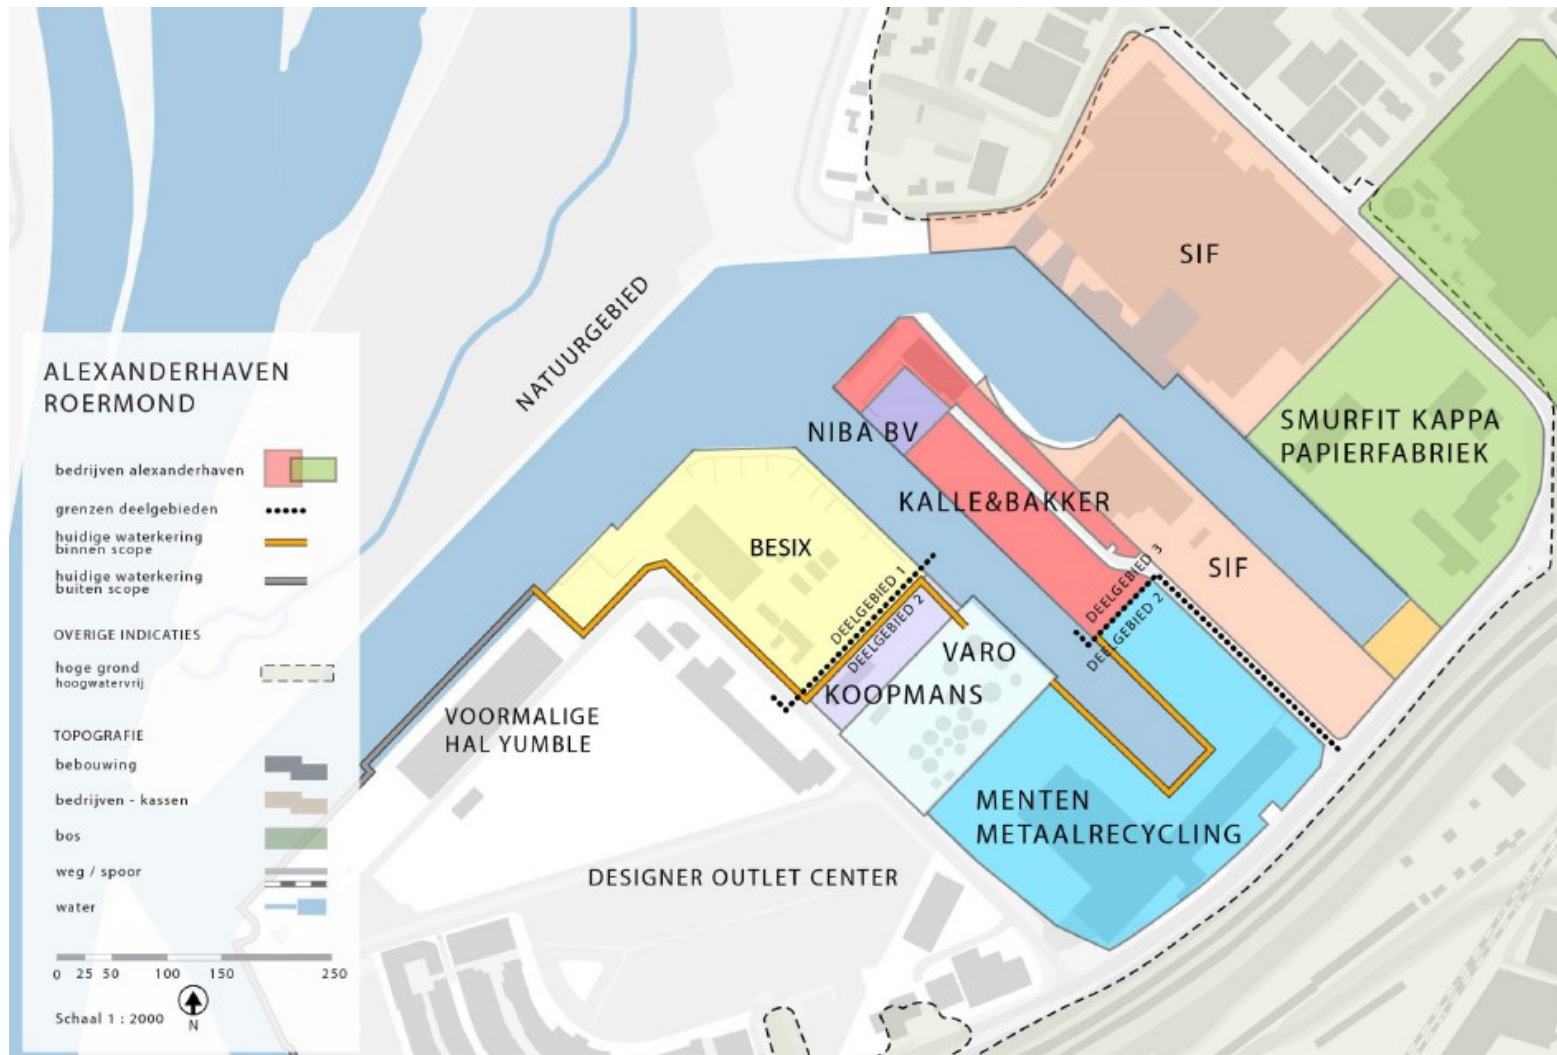 ALEXANDERHAVEN
ROERMOND
bedrijven alexanderhaven
grenzen deelgebieden
huidige waterkering
binnen scope
huidige waterkering
buiten scope
OVERIGE INDICATIES
hoge grond
hoogwatervrij
TOPOGRAFIE
bebouwing
bedrijven - kassen
bos
weg / spoor
water
0 25 50 100 150 250
Schaal 1 : 2000
N
NATUURGEBIED
SIF
SMURFIT KAPPA
PAPIERFABRIEK
NIBA BV
KALLE&BAKKER
BESIX
SIF
DEELGEBIED 1
DEELGEBIED 2
DEELGEBIED 3
DEELGEBIED 2
VARO
KOOPMANS
VOORMALIGE
HAL YUMBLE
MENTEN
METAALRECYCLING
DESIGNER OUTLET CENTER